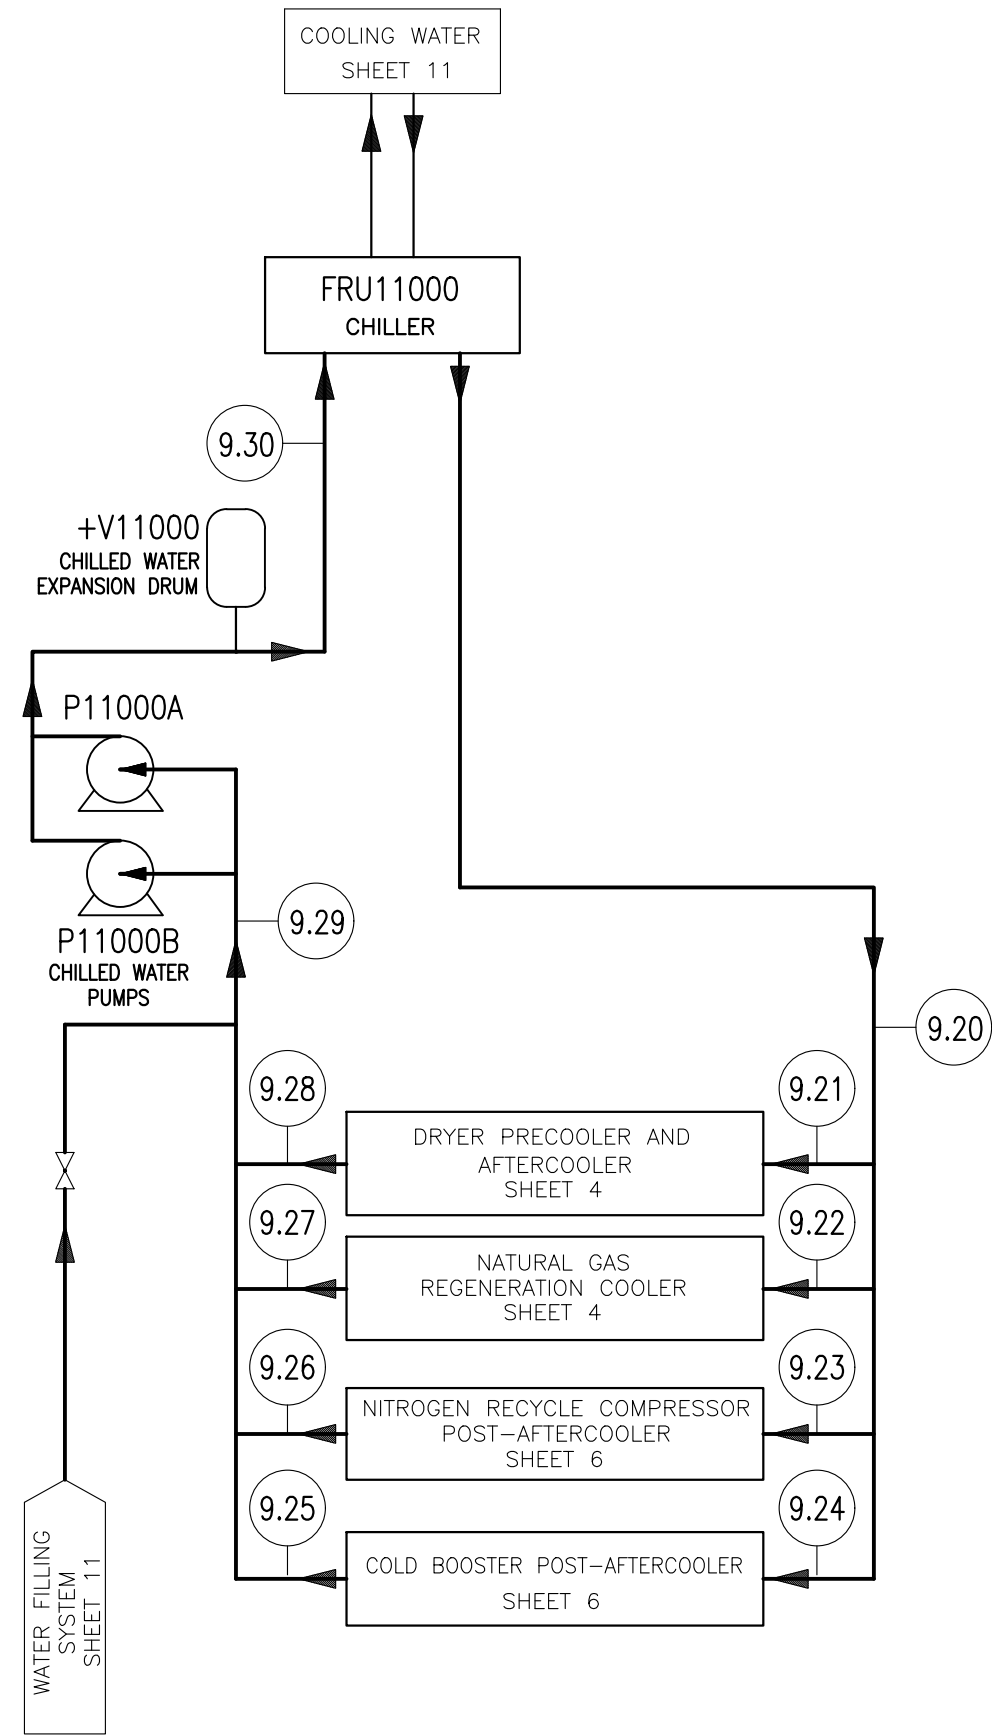 COOLING WATER
SHEET 11
FRU11000
CHILLER
9.30
+V11000
CHILLED WATER
EXPANSION DRUM
P11000A
P11000B
CHILLED WATER
PUMPS
9.29
9.20
9.28
9.21
DRYER PRECOOLER AND
AFTERCOOLER
SHEET 4
9.27
9.22
NATURAL GAS
REGENERATION COOLER
SHEET 4
9.26
9.23
NITROGEN RECYCLE COMPRESSOR
POST-AFTERCOOLER
SHEET 6
9.25
9.24
COLD BOOSTER POST-AFTERCOOLER
SHEET 6
WATER FILLING
SYSTEM
SHEET 11